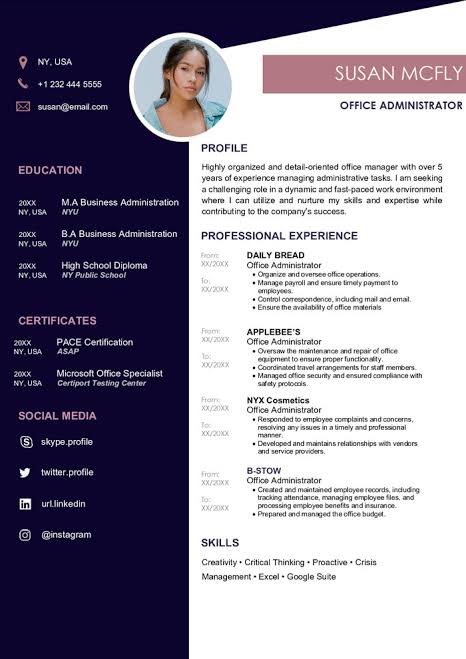 NY, USA
+1 232 444 5555
susan@email.com
SUSAN MCFLY
OFFICE ADMINISTRATOR
EDUCATION
20XX
NY, USA
M.A Business Administration
NYU
20XX
NY, USA
B.A Business Administration
NYU
20XX
NY, USA
High School Diploma
NY Public School
CERTIFICATES
20XX
NY, USA
PACE Certification
ASAP
20XX
NY, USA
Microsoft Office Specialist
Certiport Testing Center
SOCIAL MEDIA
skype.profile
twitter.profile
url.linkedin
@instagram
PROFILE
Highly organized and detail-oriented office manager with over 5
years of experience managing administrative tasks. I am seeking
a challenging role in a dynamic and fast-paced work environment
where I can utilize and nurture my skills and expertise while
contributing to the company's success.
PROFESSIONAL EXPERIENCE
From:
XX/20XX
To:
XX/20XX
DAILY BREAD
Office Administrator
• Organize and oversee office operations.
• Manage payroll and ensure timely payment to
employees.
• Control correspondence, including mail and email.
• Ensure the availability of office materials
From:
XX/20XX
To:
XX/20XX
APPLEBEE'S
Office Administrator
• Oversaw the maintenance and repair of office
equipment to ensure proper functionality.
• Coordinated travel arrangements for staff members.
• Managed office security and ensured compliance with
safety protocols.
From:
XX/20XX
To:
XX/20XX
NYX Cosmetics
Office Administrator
• Responded to employee complaints and concerns,
resolving any issues in a timely and professional
manner.
• Developed and maintains relationships with vendors
and service providers.
From:
XX/20XX
To:
XX/20XX
B-STOW
Office Administrator
• Created and maintained employee records, including
tracking attendance, managing employee files, and
processing employee benefits and insurance.
• Prepared and managed the office budget.
SKILLS
Creativity • Critical Thinking • Proactive • Crisis
Management • Excel • Google Suite